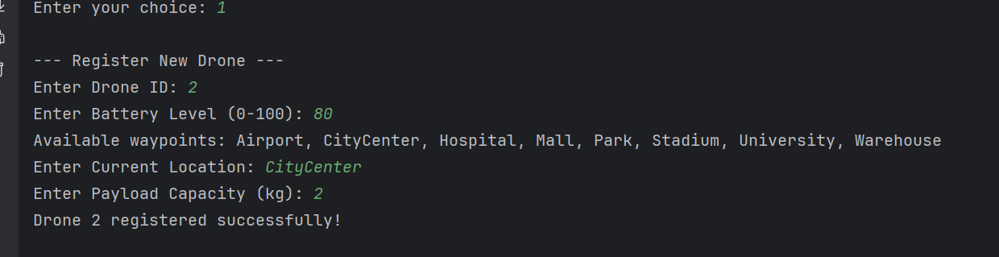 Enter your choice: 1
--- Register New Drone ---
Enter Drone ID: 2
Enter Battery Level (0-100): 80
Available waypoints: Airport, CityCenter, Hospital, Mall, Park, Stadium, University, Warehouse
Enter Current Location: CityCenter
Enter Payload Capacity (kg): 2
Drone 2 registered successfully!